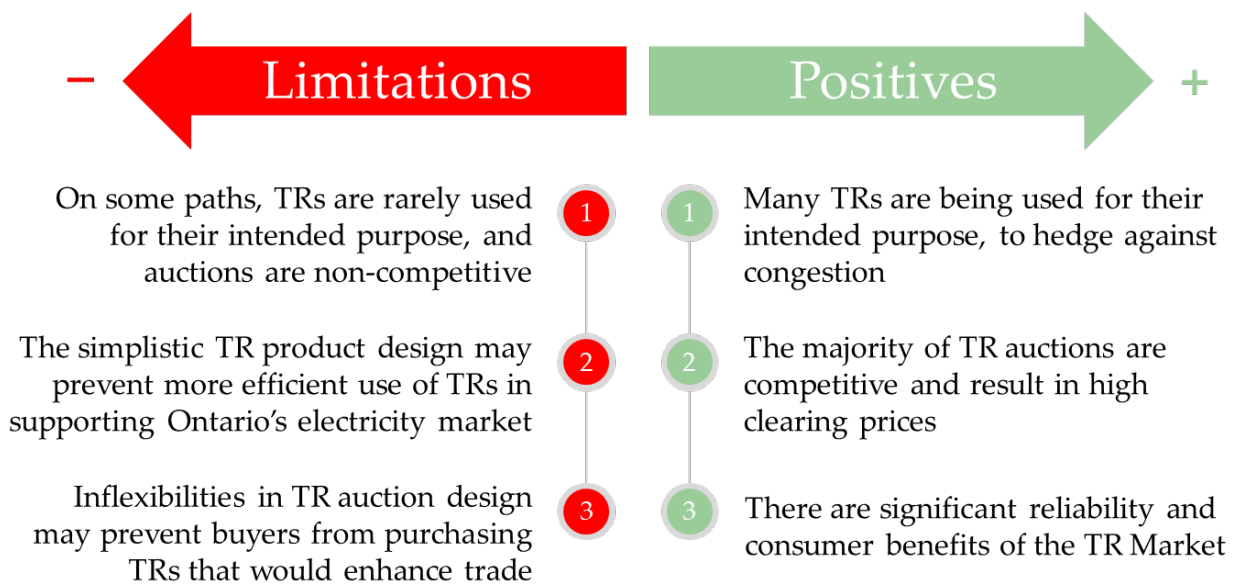 − Limitations
Positives +
On some paths, TRs are rarely used
for their intended purpose, and
auctions are non-competitive
1
The simplistic TR product design may
prevent more efficient use of TRs in
supporting Ontario's electricity market
2
Inflexibilities in TR auction design
may prevent buyers from purchasing
TRs that would enhance trade
3
1
Many TRs are being used for their
intended purpose, to hedge against
congestion
2
The majority of TR auctions are
competitive and result in high
clearing prices
3
There are significant reliability and
consumer benefits of the TR Market